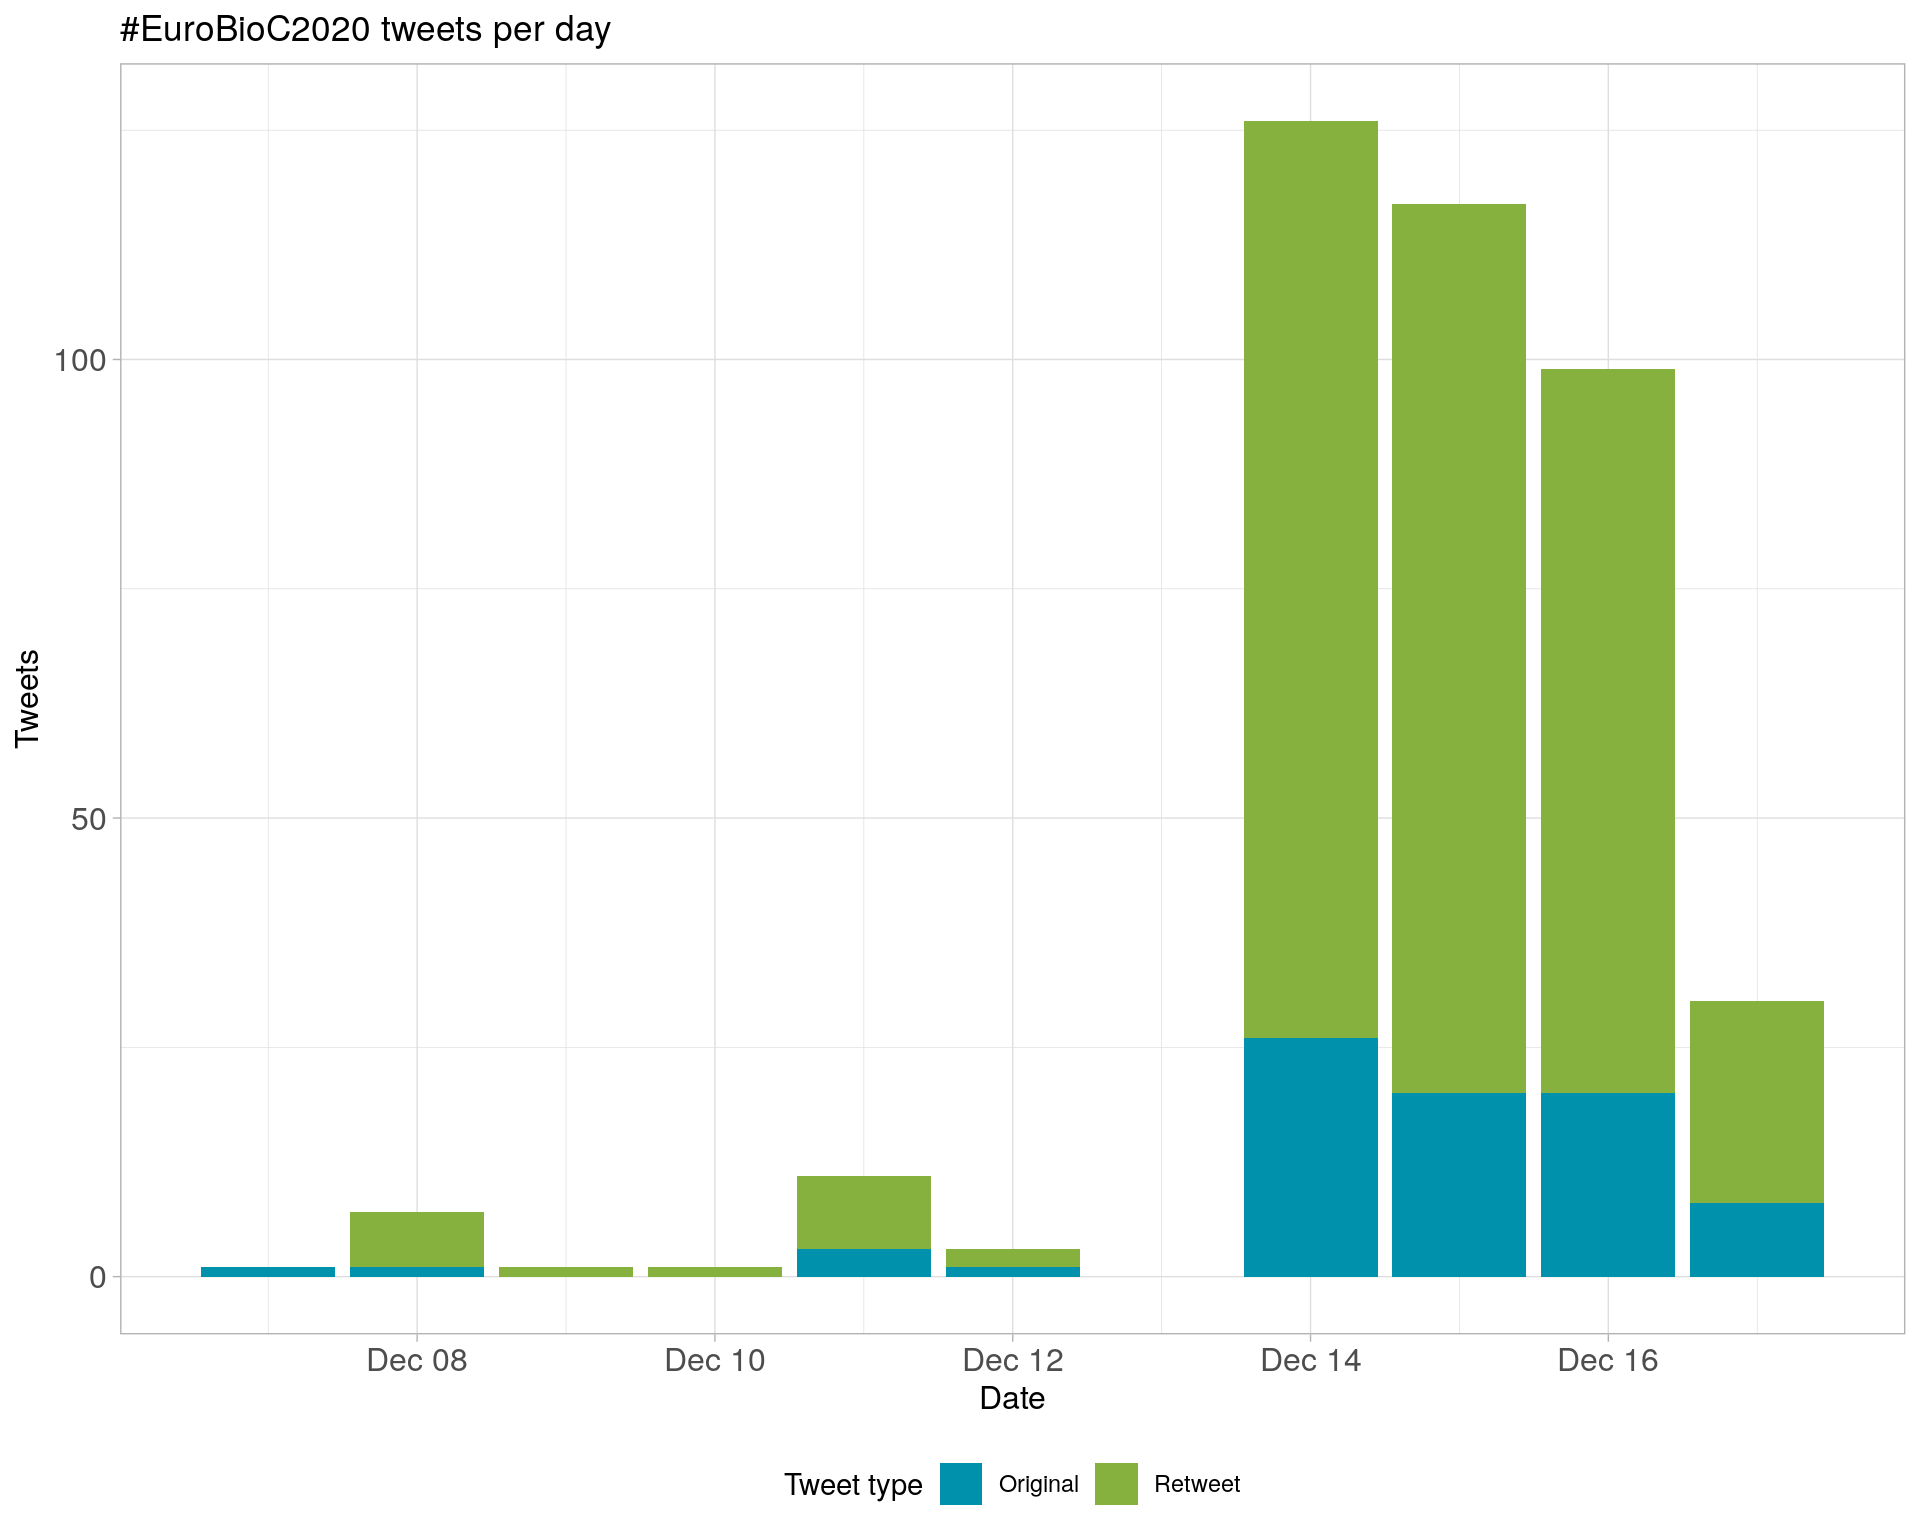 #EuroBioC2020 tweets per day
Tweets
100
50
0
Dec 08 Dec 10 Dec 12 Dec 14 Dec 16
Date
Tweet type Original Retweet